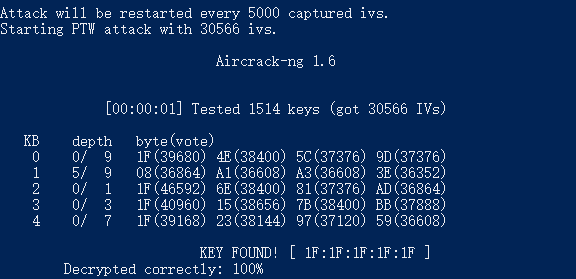 Attack will be restarted every 5000 captured ivs.
Starting PTW attack with 30566 ivs.
Aircrack-ng 1.6
[00:00:01] Tested 1514 keys (got 30566 IVs)
KB depth byte(vote)
0 0/ 9 1F(39680) 4E(38400) 5C(37376) 9D(37376)
1 5/ 9 08(36864) A1(36608) A3(36608) 3E(36352)
2 0/ 1 1F(46592) 6E(38400) 81(37376) AD(36864)
3 0/ 3 1F(40960) 15(38656) 7B(38400) BB(37888)
4 0/ 7 1F(39168) 23(38144) 97(37120) 59(36608)
KEY FOUND! [ 1F:1F:1F:1F:1F ]
Decrypted correctly: 100%